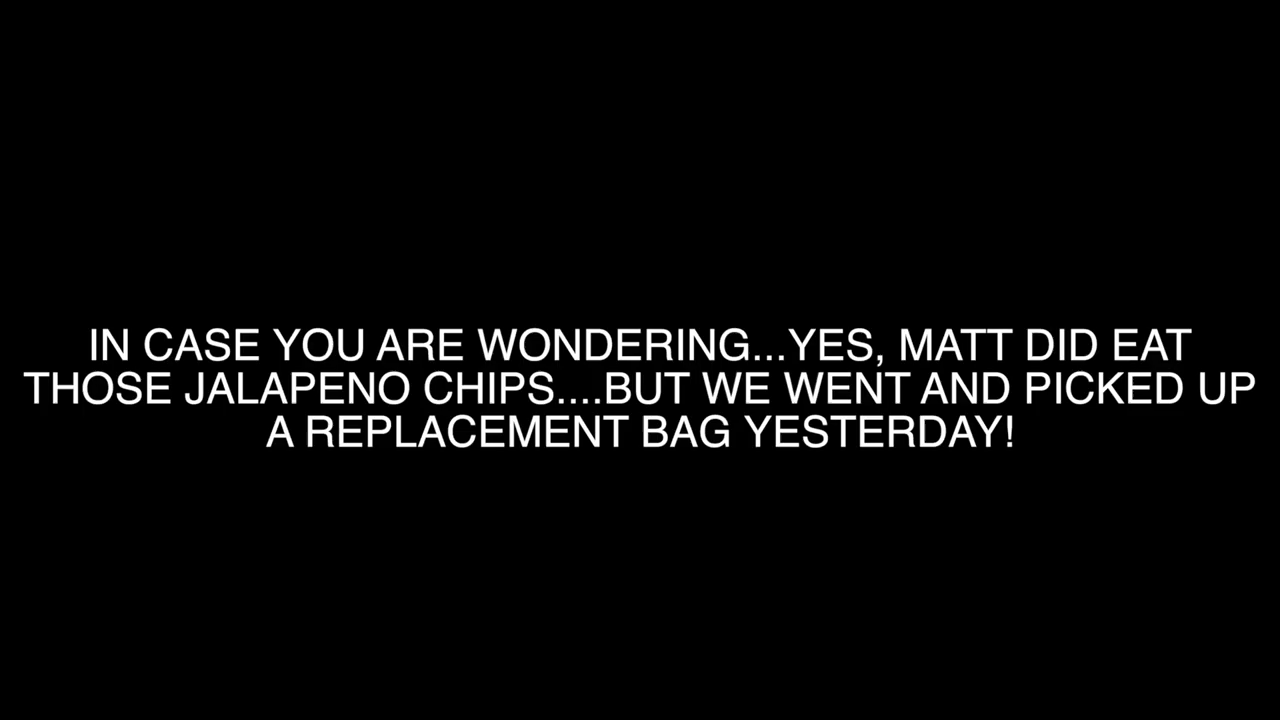 IN CASE YOU ARE WONDERING...YES, MATT DID EAT
THOSE JALAPENO CHIPS....BUT WE WENT AND PICKED UP
A REPLACEMENT BAG YESTERDAY!